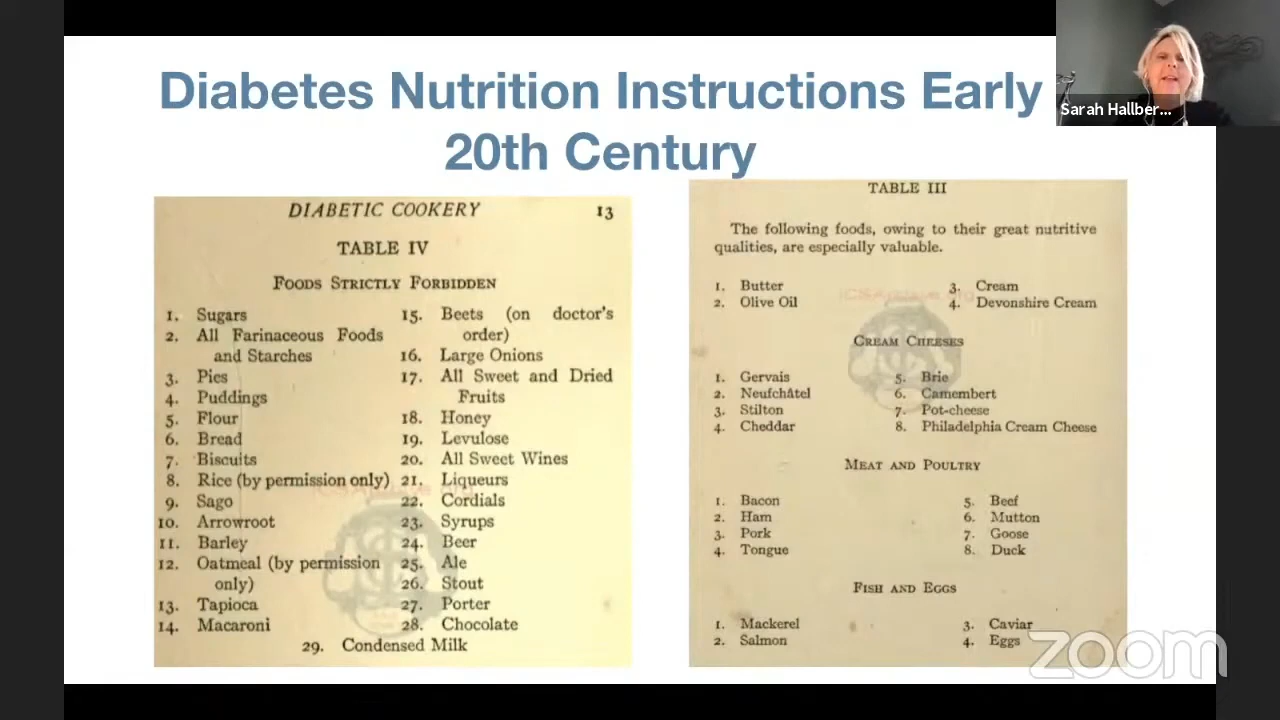 Diabetes Nutrition Instructions Early
20th Century
Sarah Hallber...
DIABETIC COOKERY 13
TABLE IV
FOODS STRICTLY FORBIDDEN
1. Sugars
2. All Farinaceous Foods
and Starches
3. Pies
4. Puddings
5. Flour
6. Bread
7. Biscuits
8. Rice (by permission only)
9. Sago
10. Arrowroot
11. Barley
12. Oatmeal (by permission
only)
13. Tapioca
14. Macaroni
15. Beets (on doctor's
order)
16. Large Onions
17. All Sweet and Dried
Fruits
18. Honey
19. Levulose
20. All Sweet Wines
21. Liqueurs
22. Cordials
23. Syrups
24. Beer
25. Ale
26. Stout
27. Porter
28. Chocolate
29. Condensed Milk
TABLE III
The following foods, owing to their great nutritive
qualities, are especially valuable.
1. Butter
2. Olive Oil
3. Cream
4. Devonshire Cream
CREAM CHEESES
1. Gervais
2. Neufchâtel
3. Stilton
4. Cheddar
5. Brie
6. Camembert
7. Pot-cheese
8. Philadelphia Cream Cheese
MEAT AND POULTRY
1. Bacon
2. Ham
3. Pork
4. Tongue
5. Beef
6. Mutton
7. Goose
8. Duck
FISH AND EGGS
1. Mackerel
2. Salmon
3. Caviar
4. Eggs
zoom